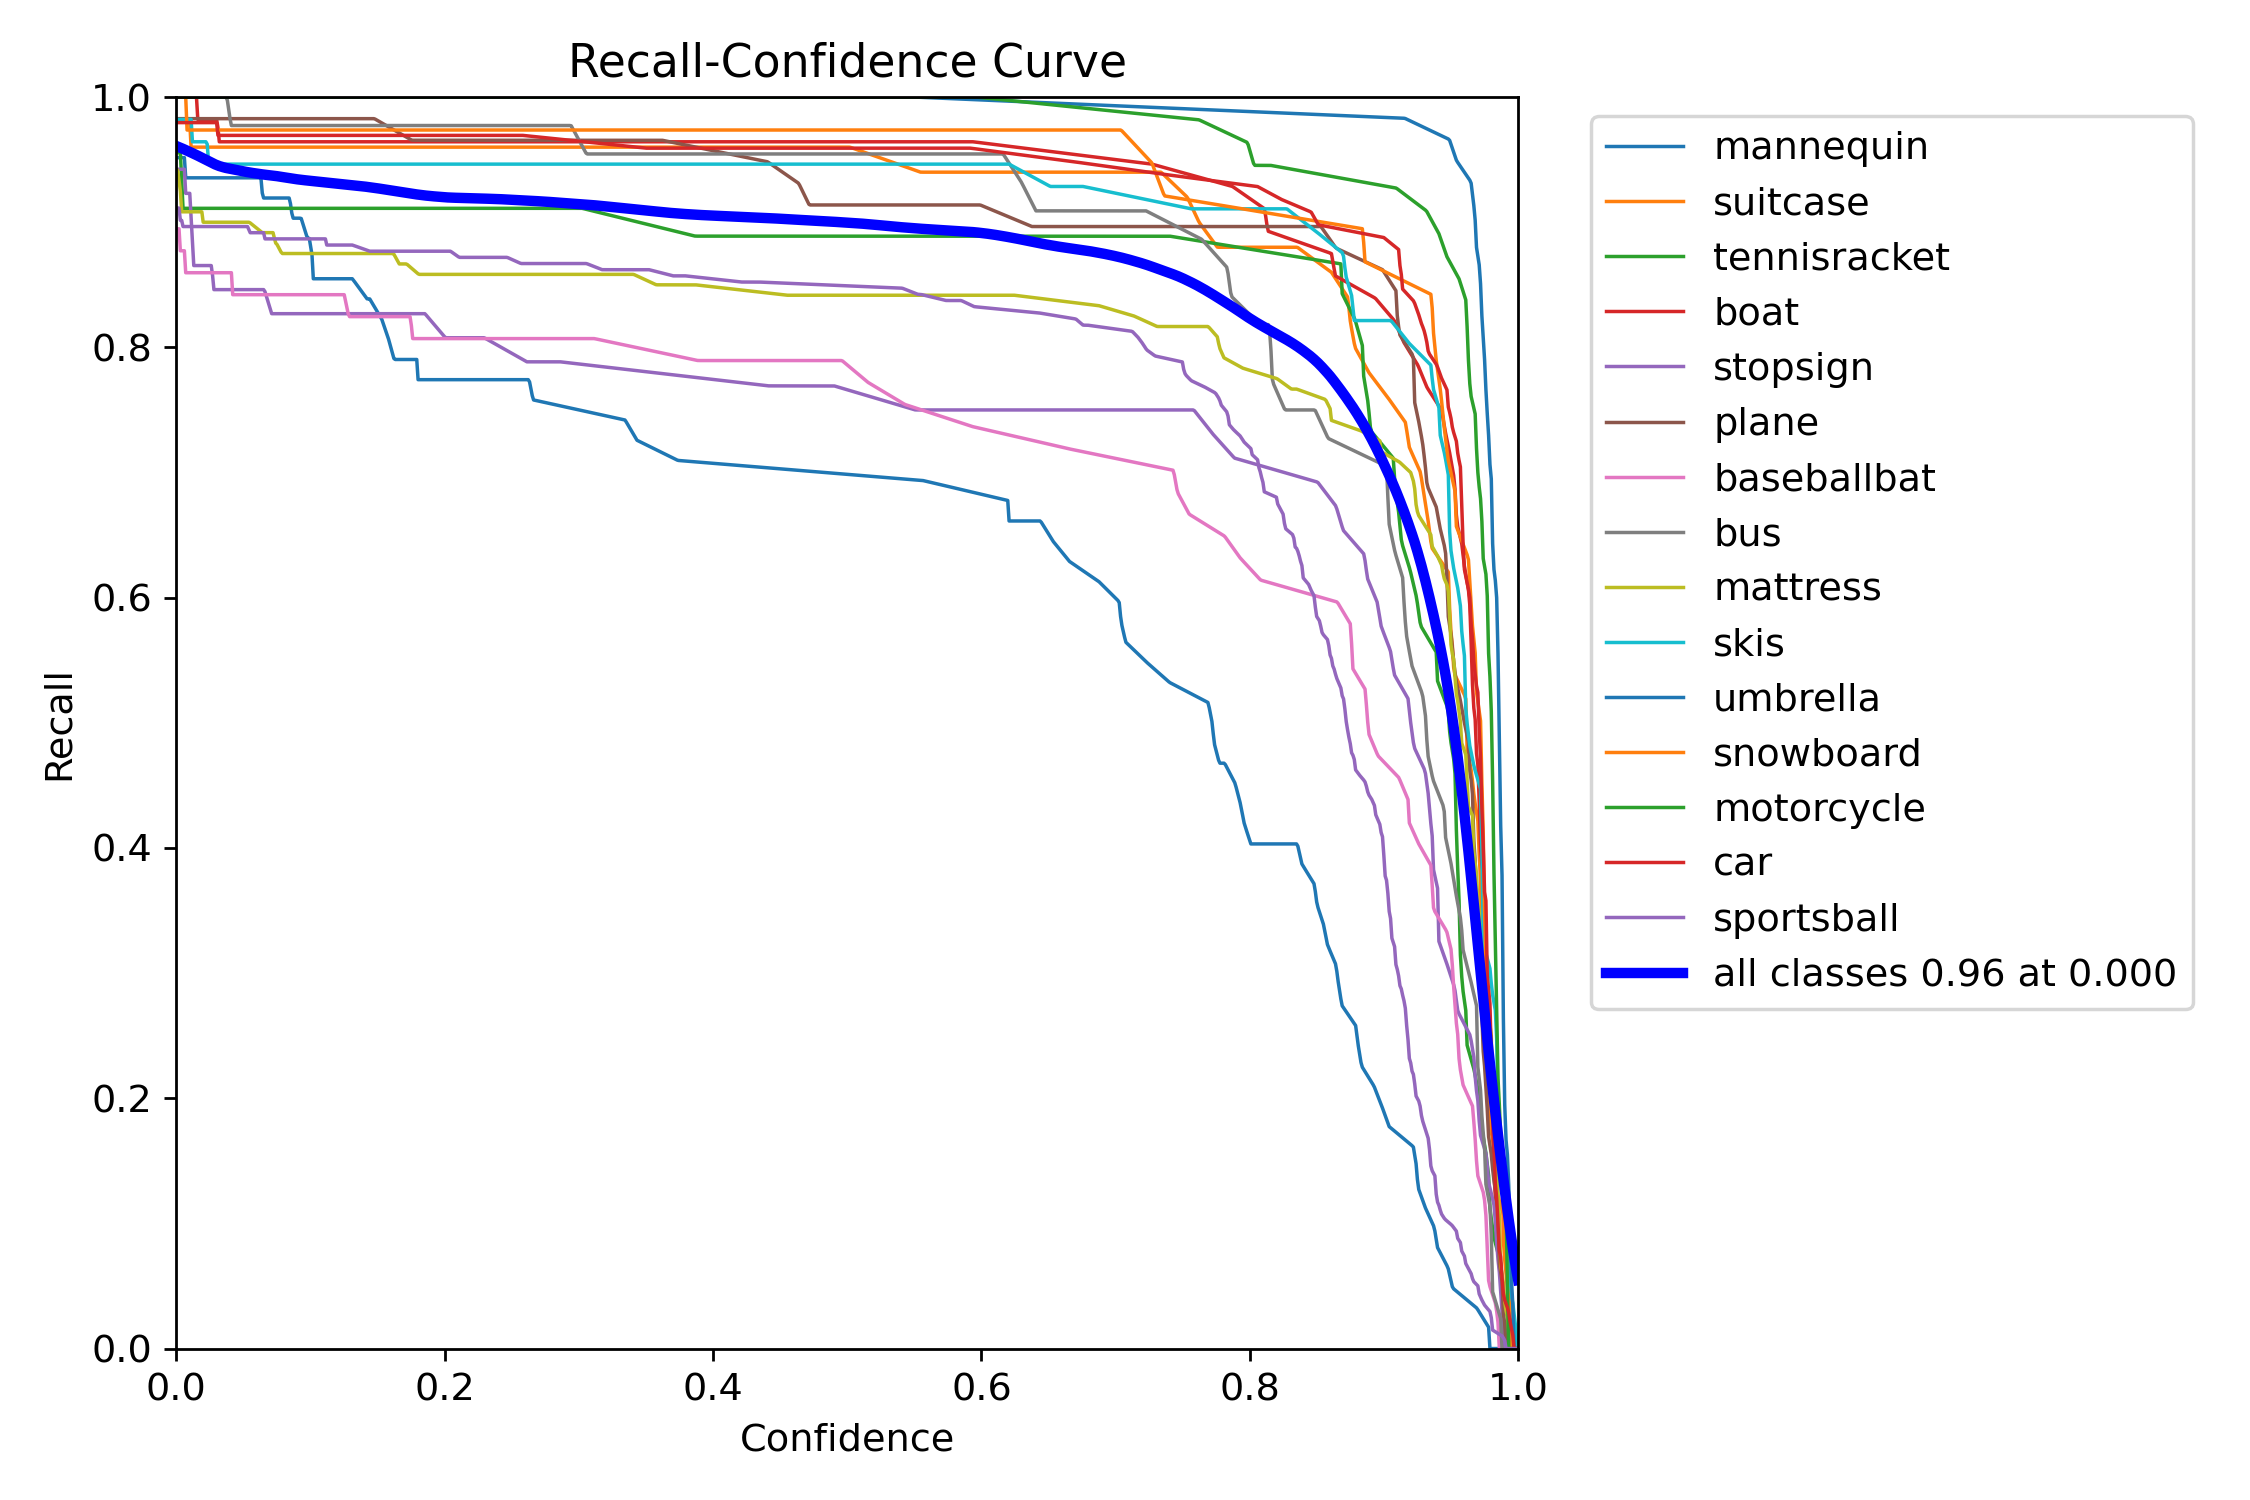 Recall-Confidence Curve
1.0
0.8
0.6
0.4
0.2
0.0
Recall
0.0 0.2 0.4 0.6 0.8 1.0
Confidence
mannequin
suitcase
tennisracket
boat
stopsign
plane
baseballbat
bus
mattress
skis
umbrella
snowboard
motorcycle
car
sportsball
all classes 0.96 at 0.000